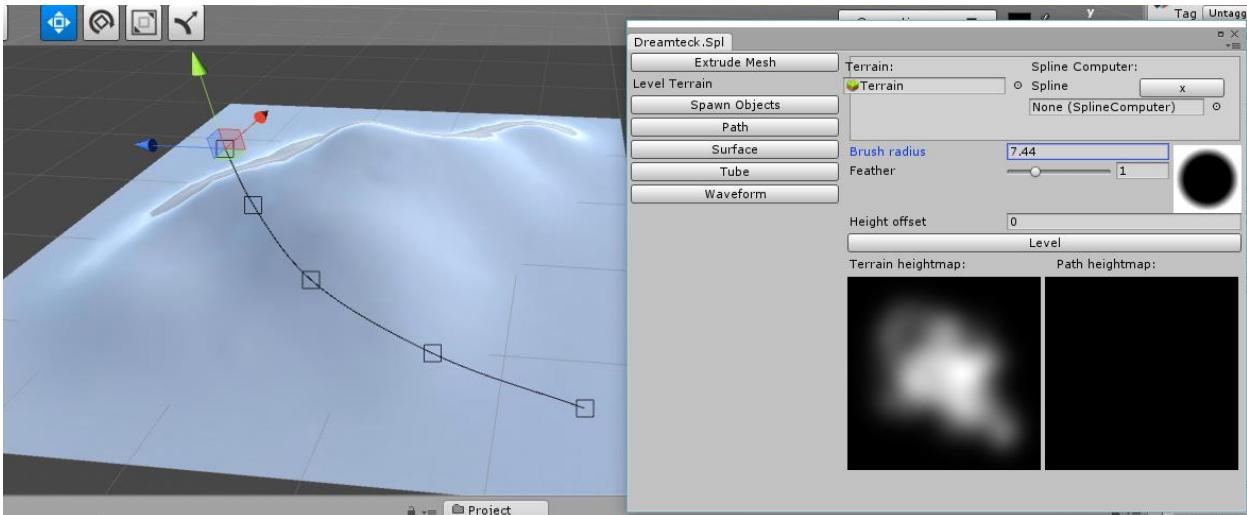 Tag Untagg
Dreamteck.Spl
Extrude Mesh
Level Terrain
Spawn Objects
Path
Surface
Tube
Waveform
Terrain: Spline Computer:
Terrain Spline x
None (SplineComputer)
Brush radius 7.44
Feather 1
Height offset 0
Level
Terrain heightmap: Path heightmap:
y
Project